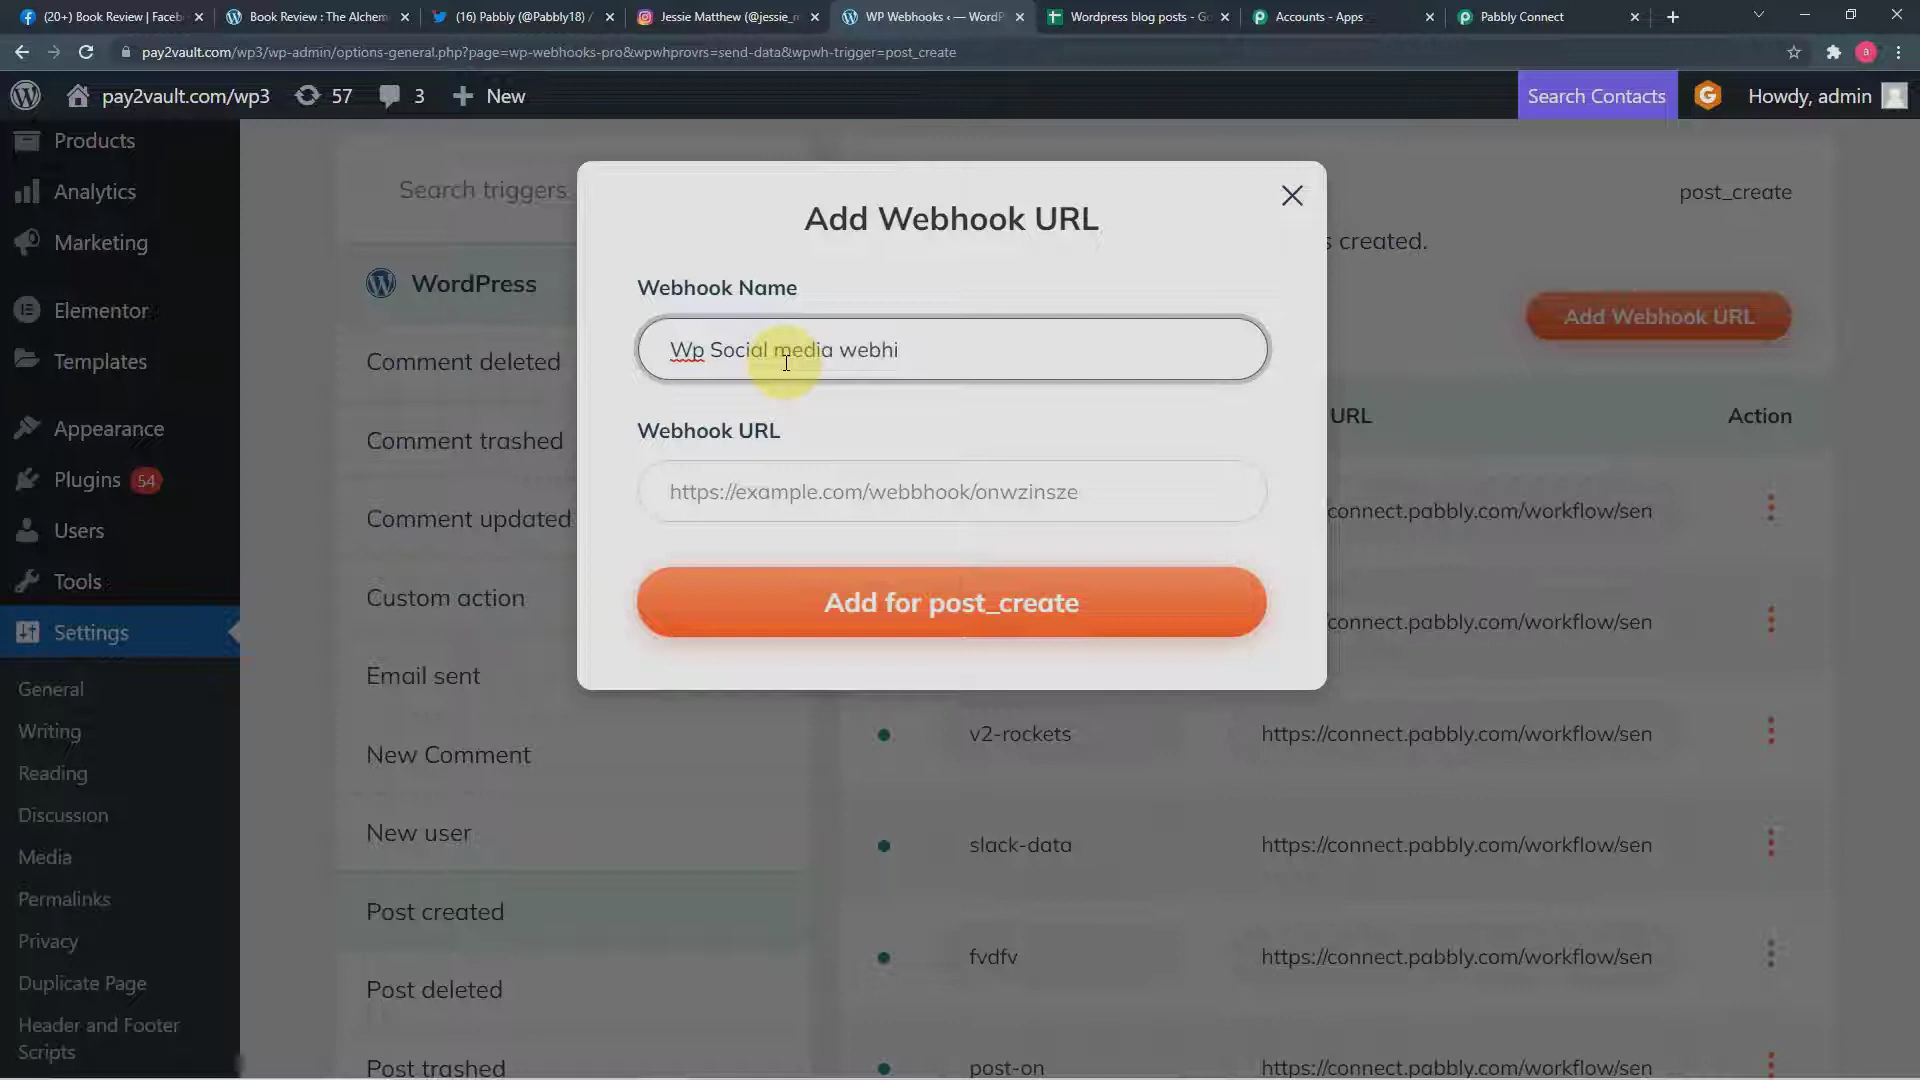 (20+) Book Review | Faceb
Book Review : The Alchem
(16) Pabbly (@Pabbly18) /
Jessie Matthew (@jessie_m
WP Webhooks ‹ — WordP
Wordpress blog posts - Go
Accounts - Apps
Pabbly Connect
pay2vault.com/wp3/wp-admin/options-general.php?page=wp-webhooks-pro&wpwhprovrs=send-data&wpwh-trigger=post_create
a
pay2vault.com/wp3
57
3
New
Search Contacts
Howdy, admin
Products
Analytics
Marketing
Elementor
Templates
Appearance
Plugins 54
Users
Tools
Settings
General
Writing
Reading
Discussion
Media
Permalinks
Privacy
Duplicate Page
Header and Footer
Scripts
Search triggers
WordPress
Comment deleted
Comment trashed
Comment updated
Custom action
Email sent
New Comment
New user
Post created
Post deleted
Post trashed
Add Webhook URL
Webhook Name
Wp Social media webhi
Webhook URL
https://example.com/webbhook/onwzinsze
Add for post_create
post_create
s created.
Add Webhook URL
URL
Action
connect.pabbly.com/workflow/sen
connect.pabbly.com/workflow/sen
v2-rockets
https://connect.pabbly.com/workflow/sen
slack-data
https://connect.pabbly.com/workflow/sen
fvdfv
https://connect.pabbly.com/workflow/sen
post-on
https://connect.pabbly.com/workflow/sen